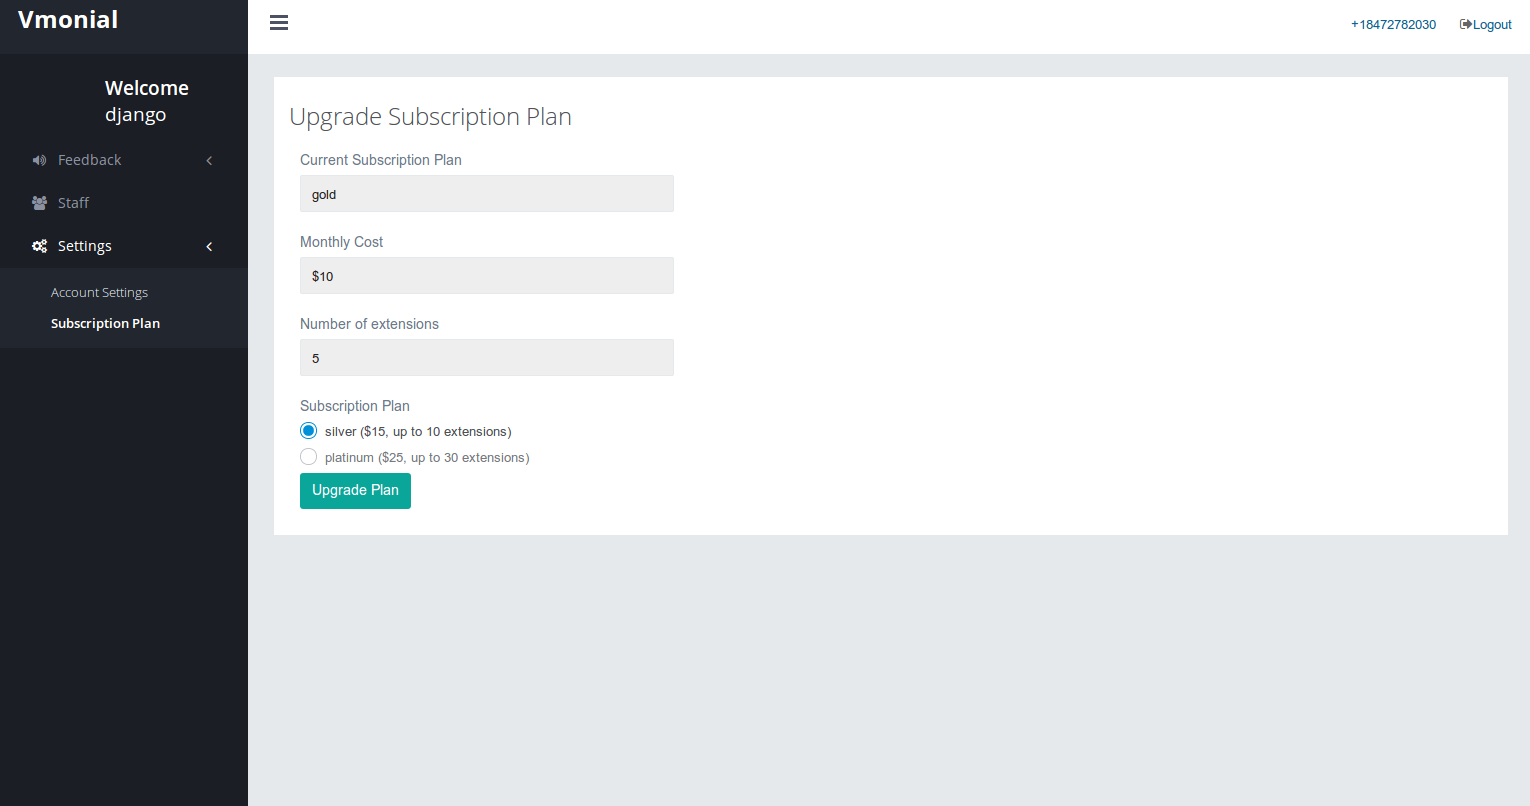 Vmonial
+18472782030 Logout
Welcome
django
Feedback
Staff
Settings
Account Settings
Subscription Plan
Upgrade Subscription Plan
Current Subscription Plan
gold
Monthly Cost
$10
Number of extensions
5
Subscription Plan
silver ($15, up to 10 extensions)
platinum ($25, up to 30 extensions)
Upgrade Plan